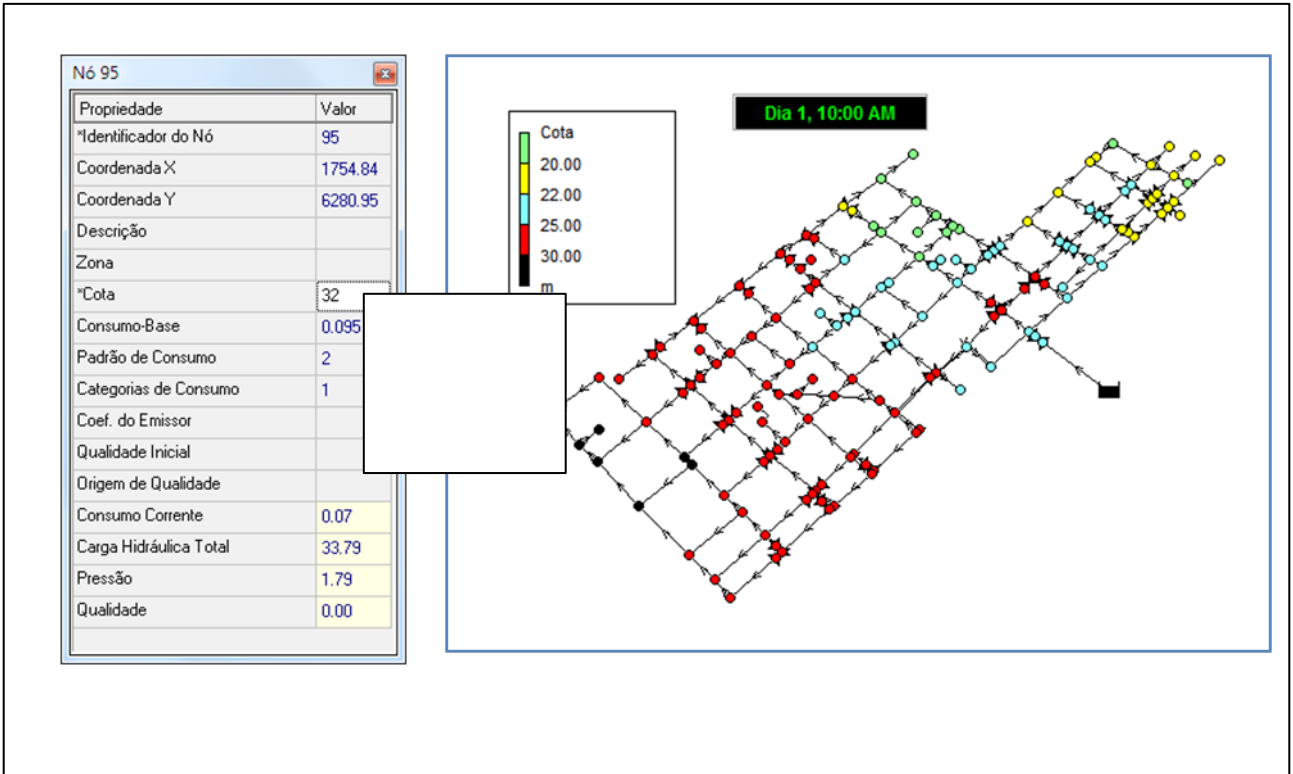 Nó 95
Propriedade Valor
*Identificador do Nó 95
Coordenada X 1754.84
Coordenada Y 6280.95
Descrição
Zona
*Cota 32
Consumo-Base 0.095
Padrão de Consumo 2
Categorias de Consumo 1
Coef. do Emissor
Qualidade Inicial
Origem de Qualidade
Consumo Corrente 0.07
Carga Hidráulica Total 33.79
Pressão 1.79
Qualidade 0.00
Dia 1, 10:00 AM
Cota
20.00
22.00
25.00
30.00
m